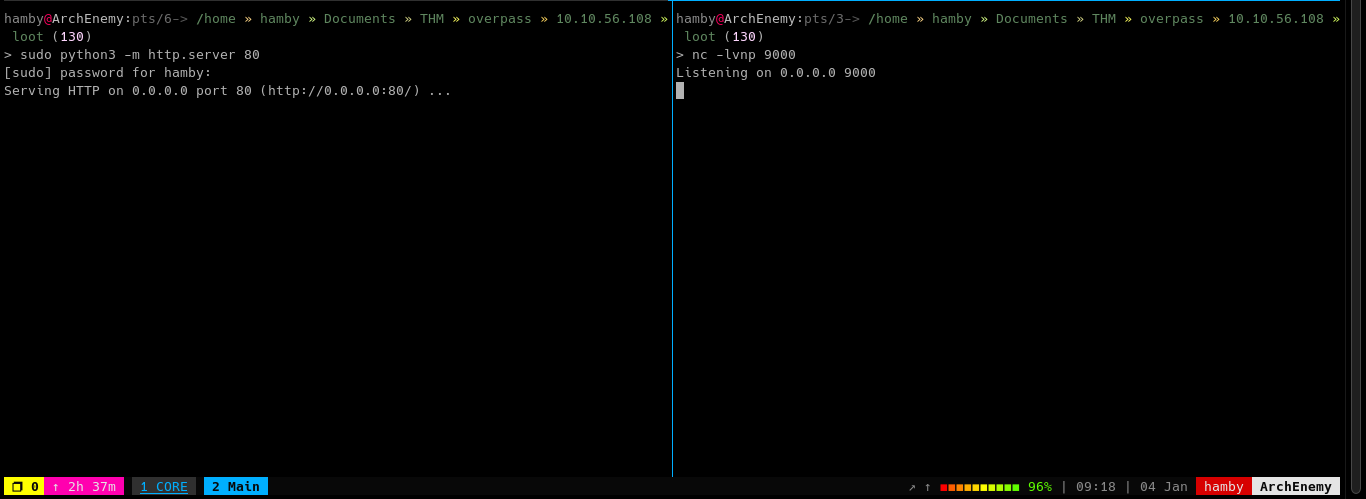 hamby@ArchEnemy:pts/6-> /home » hamby » Documents » THM » overpass » 10.10.56.108 »
loot (130)
> sudo python3 -m http.server 80
[sudo] password for hamby:
Serving HTTP on 0.0.0.0 port 80 (http://0.0.0.0:80/) ...
hamby@ArchEnemy:pts/3-> /home » hamby » Documents » THM » overpass » 10.10.56.108 »
loot (130)
> nc -lvnp 9000
Listening on 0.0.0.0 9000
❐ 0 ↑ 2h 37m 1 CORE 2 Main ↗ ↑ ■■■■■■■■■■ 96% | 09:18 | 04 Jan hamby ArchEnemy